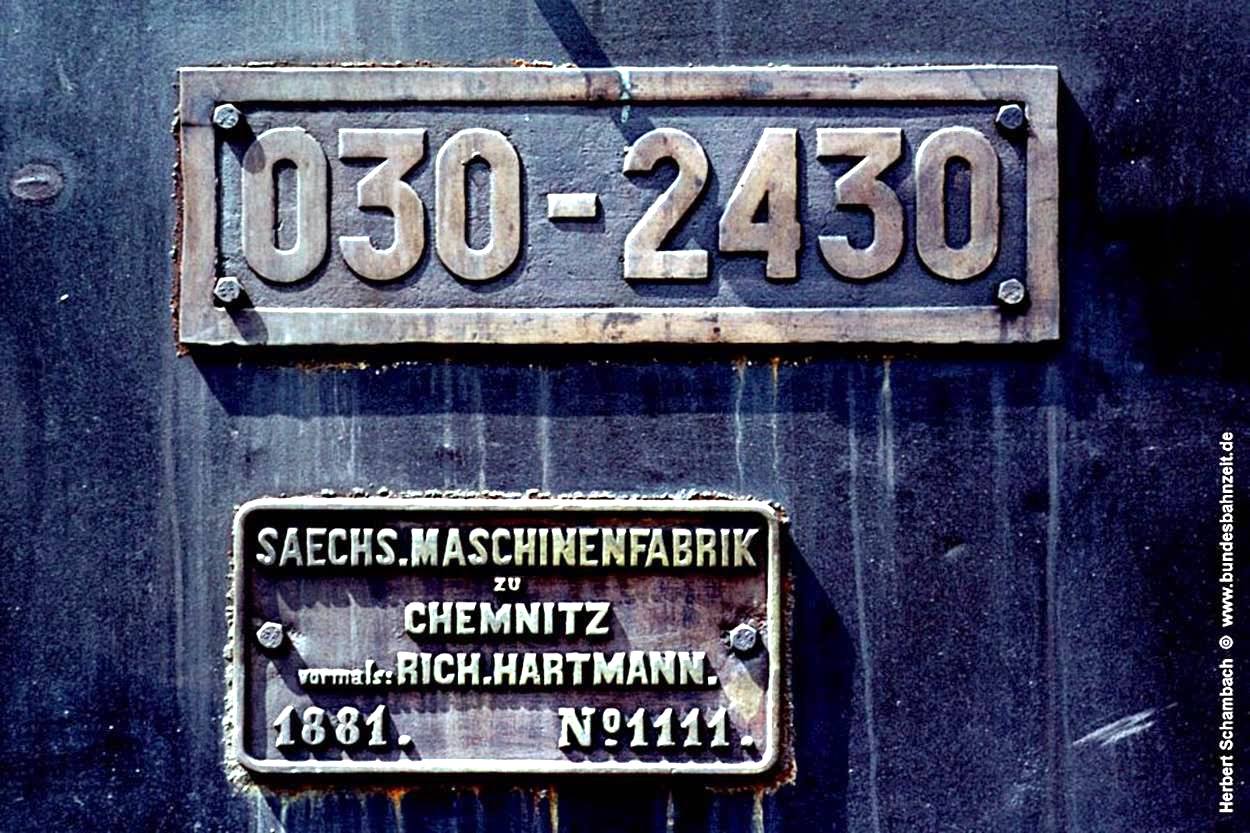 030-2430
SAECHS.MASCHINENFABRIK
ZU
CHEMNITZ
vormals: RICH.HARTMANN.
1881. Nº1111.
Herbert Schambach © www.bundesbahnzeit.de